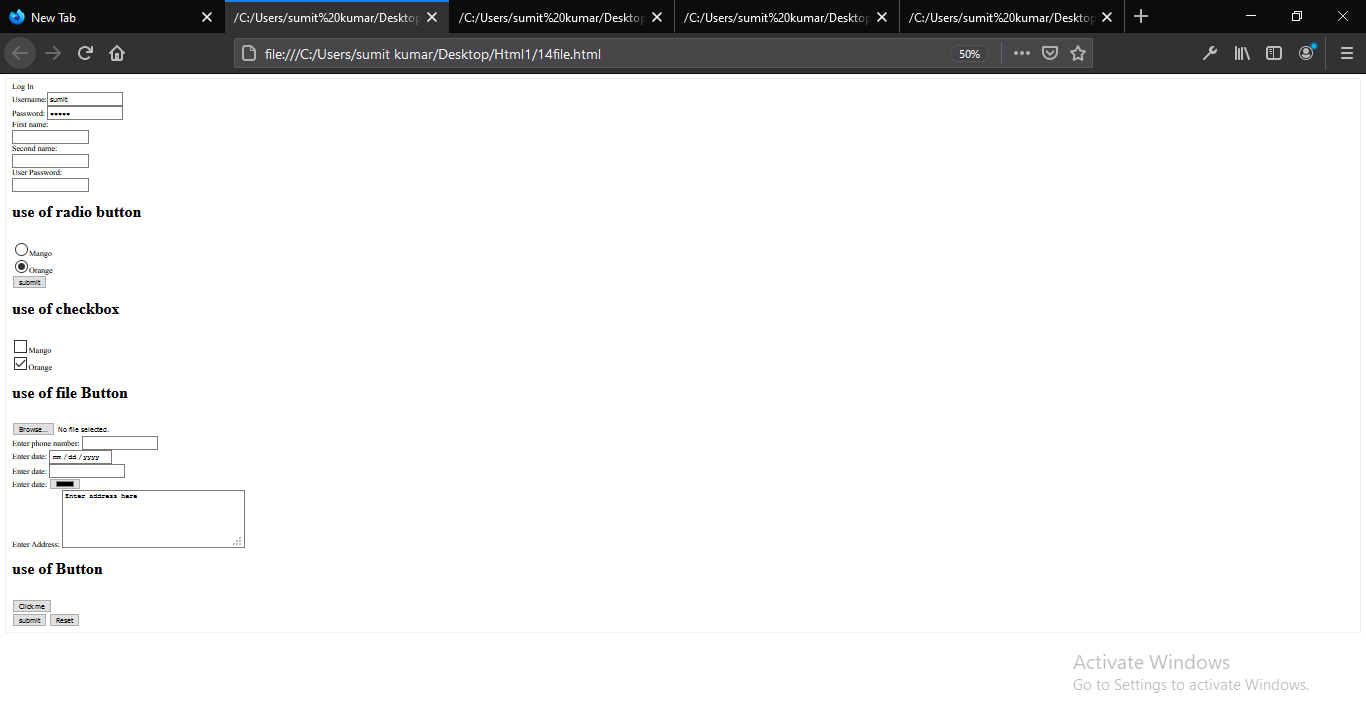 New Tab
/C:/Users/sumit%20kumar/Desktop
/C:/Users/sumit%20kumar/Desktop
/C:/Users/sumit%20kumar/Desktop
/C:/Users/sumit%20kumar/Desktop
file:///C:/Users/sumit kumar/Desktop/Html1/14file.html 50%
Log In
Username: sumit
Password: •••••
First name:
Second name:
User Password:
use of radio button
Mango
Orange
submit
use of checkbox
Mango
Orange
use of file Button
Browse... No file selected.
Enter phone number:
Enter date: mm / dd / yyyy
Enter date:
Enter date:
Enter address here
Enter Address:
use of Button
Click me
submit Reset
Activate Windows
Go to Settings to activate Windows.